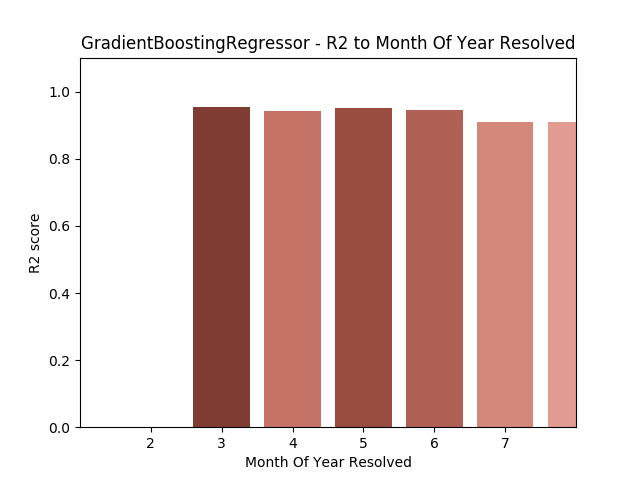 GradientBoostingRegressor - R2 to Month Of Year Resolved
1.0
0.8
0.6
0.4
0.2
0.0
R2 score
2 3 4 5 6 7
Month Of Year Resolved